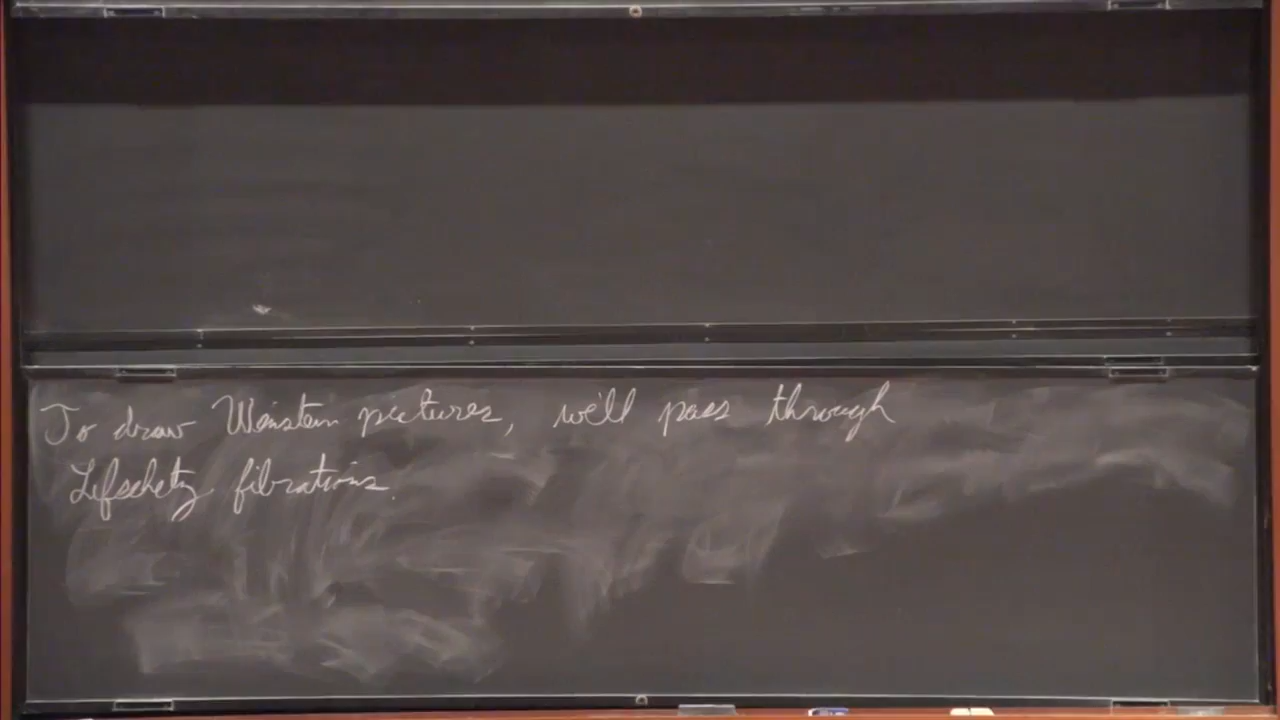 To draw Weinstein pictures, we'll pass through
Lefschetz fibrations.